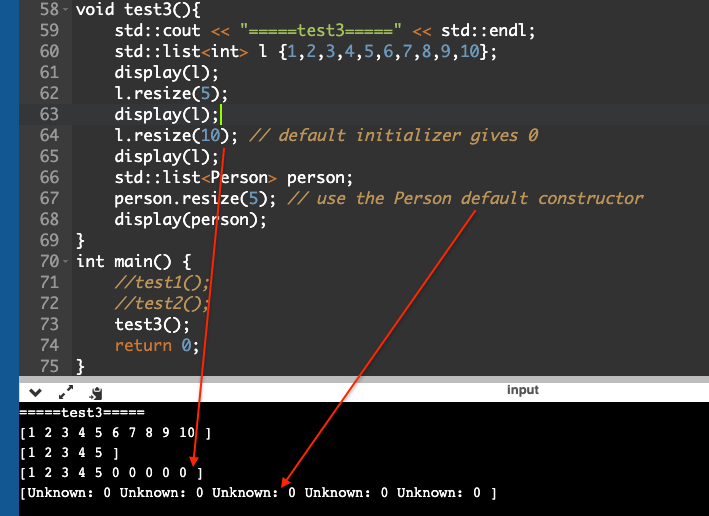 58 void test3(){
59 std::cout << "=====test3=====" << std::endl;
60 std::list<int> l {1,2,3,4,5,6,7,8,9,10};
61 display(l);
62 l.resize(5);
63 display(l);
64 l.resize(10); // default initializer gives 0
65 display(l);
66 std::list<Person> person;
67 person.resize(5); // use the Person default constructor
68 display(person);
69 }
70 int main() {
71 //test1();
72 //test2();
73 test3();
74 return 0;
75 }
input
=====test3=====
[1 2 3 4 5 6 7 8 9 10 ]
[1 2 3 4 5 ]
[1 2 3 4 5 0 0 0 0 0 ]
[Unknown: 0 Unknown: 0 Unknown: 0 Unknown: 0 Unknown: 0 ]